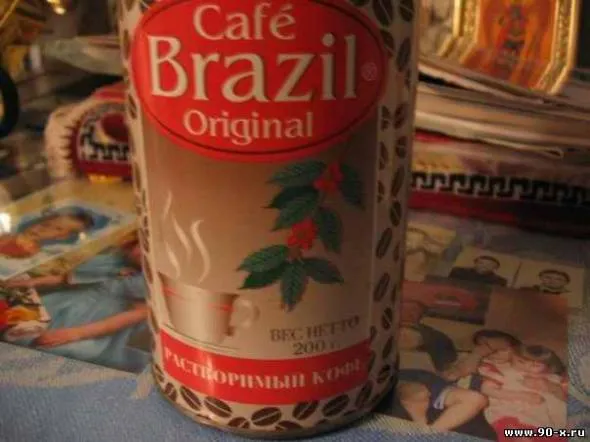 Café
Brazil®
Original
ВЕС НЕТТО
200 г.
РАСТВОРИМЫЙ КОФЕ
www.90-x.ru